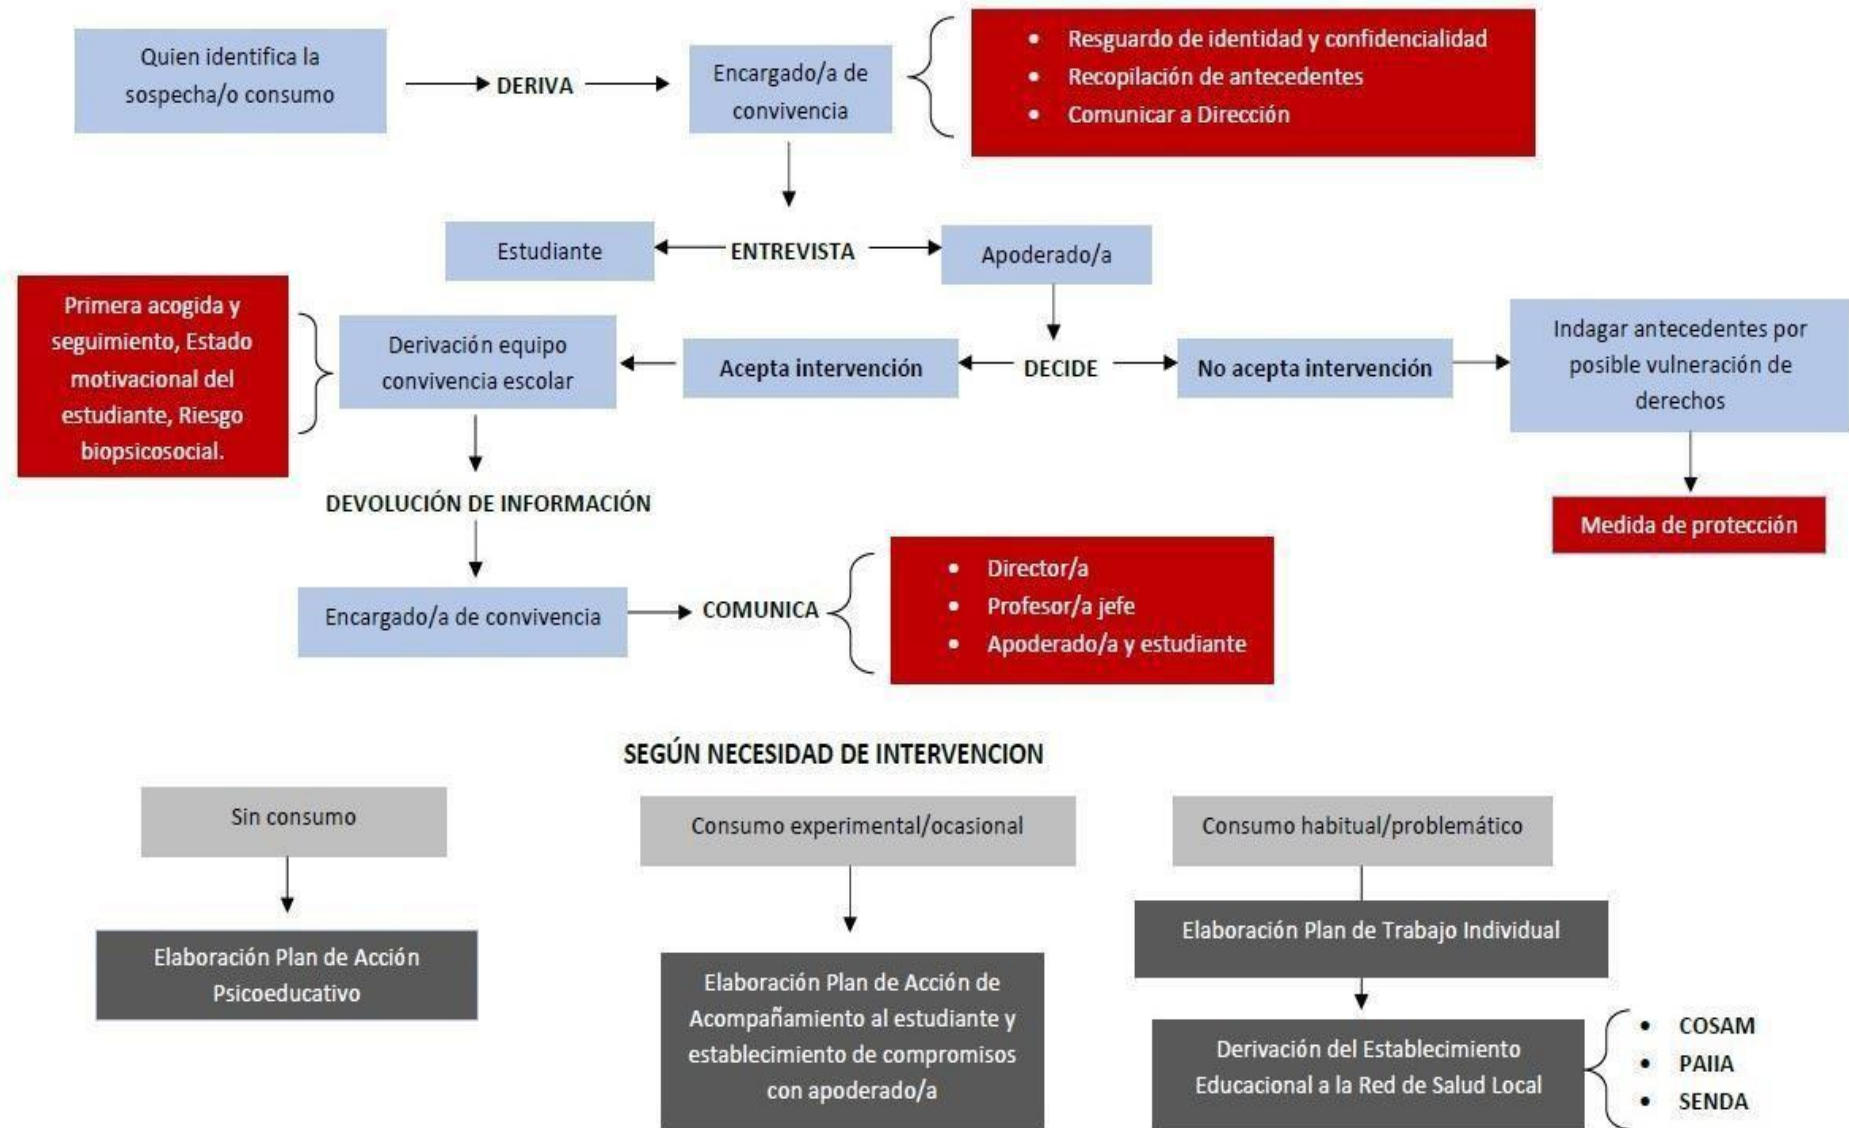 Quien identifica la
sospecha/o consumo
DERIVA
Encargado/a de
convivencia
• Resguardo de identidad y confidencialidad
• Recopilación de antecedentes
• Comunicar a Dirección
Estudiante
ENTREVISTA
Apoderado/a
Primera acogida y
seguimiento, Estado
motivacional del
estudiante, Riesgo
biopsicosocial.
Derivación equipo
convivencia escolar
Acepta intervención
DECIDE
No acepta intervención
Indagar antecedentes por
posible vulneración de
derechos
Medida de protección
DEVOLUCIÓN DE INFORMACIÓN
Encargado/a de convivencia
COMUNICA
• Director/a
• Profesor/a jefe
• Apoderado/a y estudiante
SEGÚN NECESIDAD DE INTERVENCION
Sin consumo
Elaboración Plan de Acción
Psicoeducativo
Consumo experimental/ocasional
Elaboración Plan de Acción de
Acompañamiento al estudiante y
establecimiento de compromisos
con apoderado/a
Consumo habitual/problemático
Elaboración Plan de Trabajo Individual
Derivación del Establecimiento
Educacional a la Red de Salud Local
• COSAM
• PAIIA
• SENDA